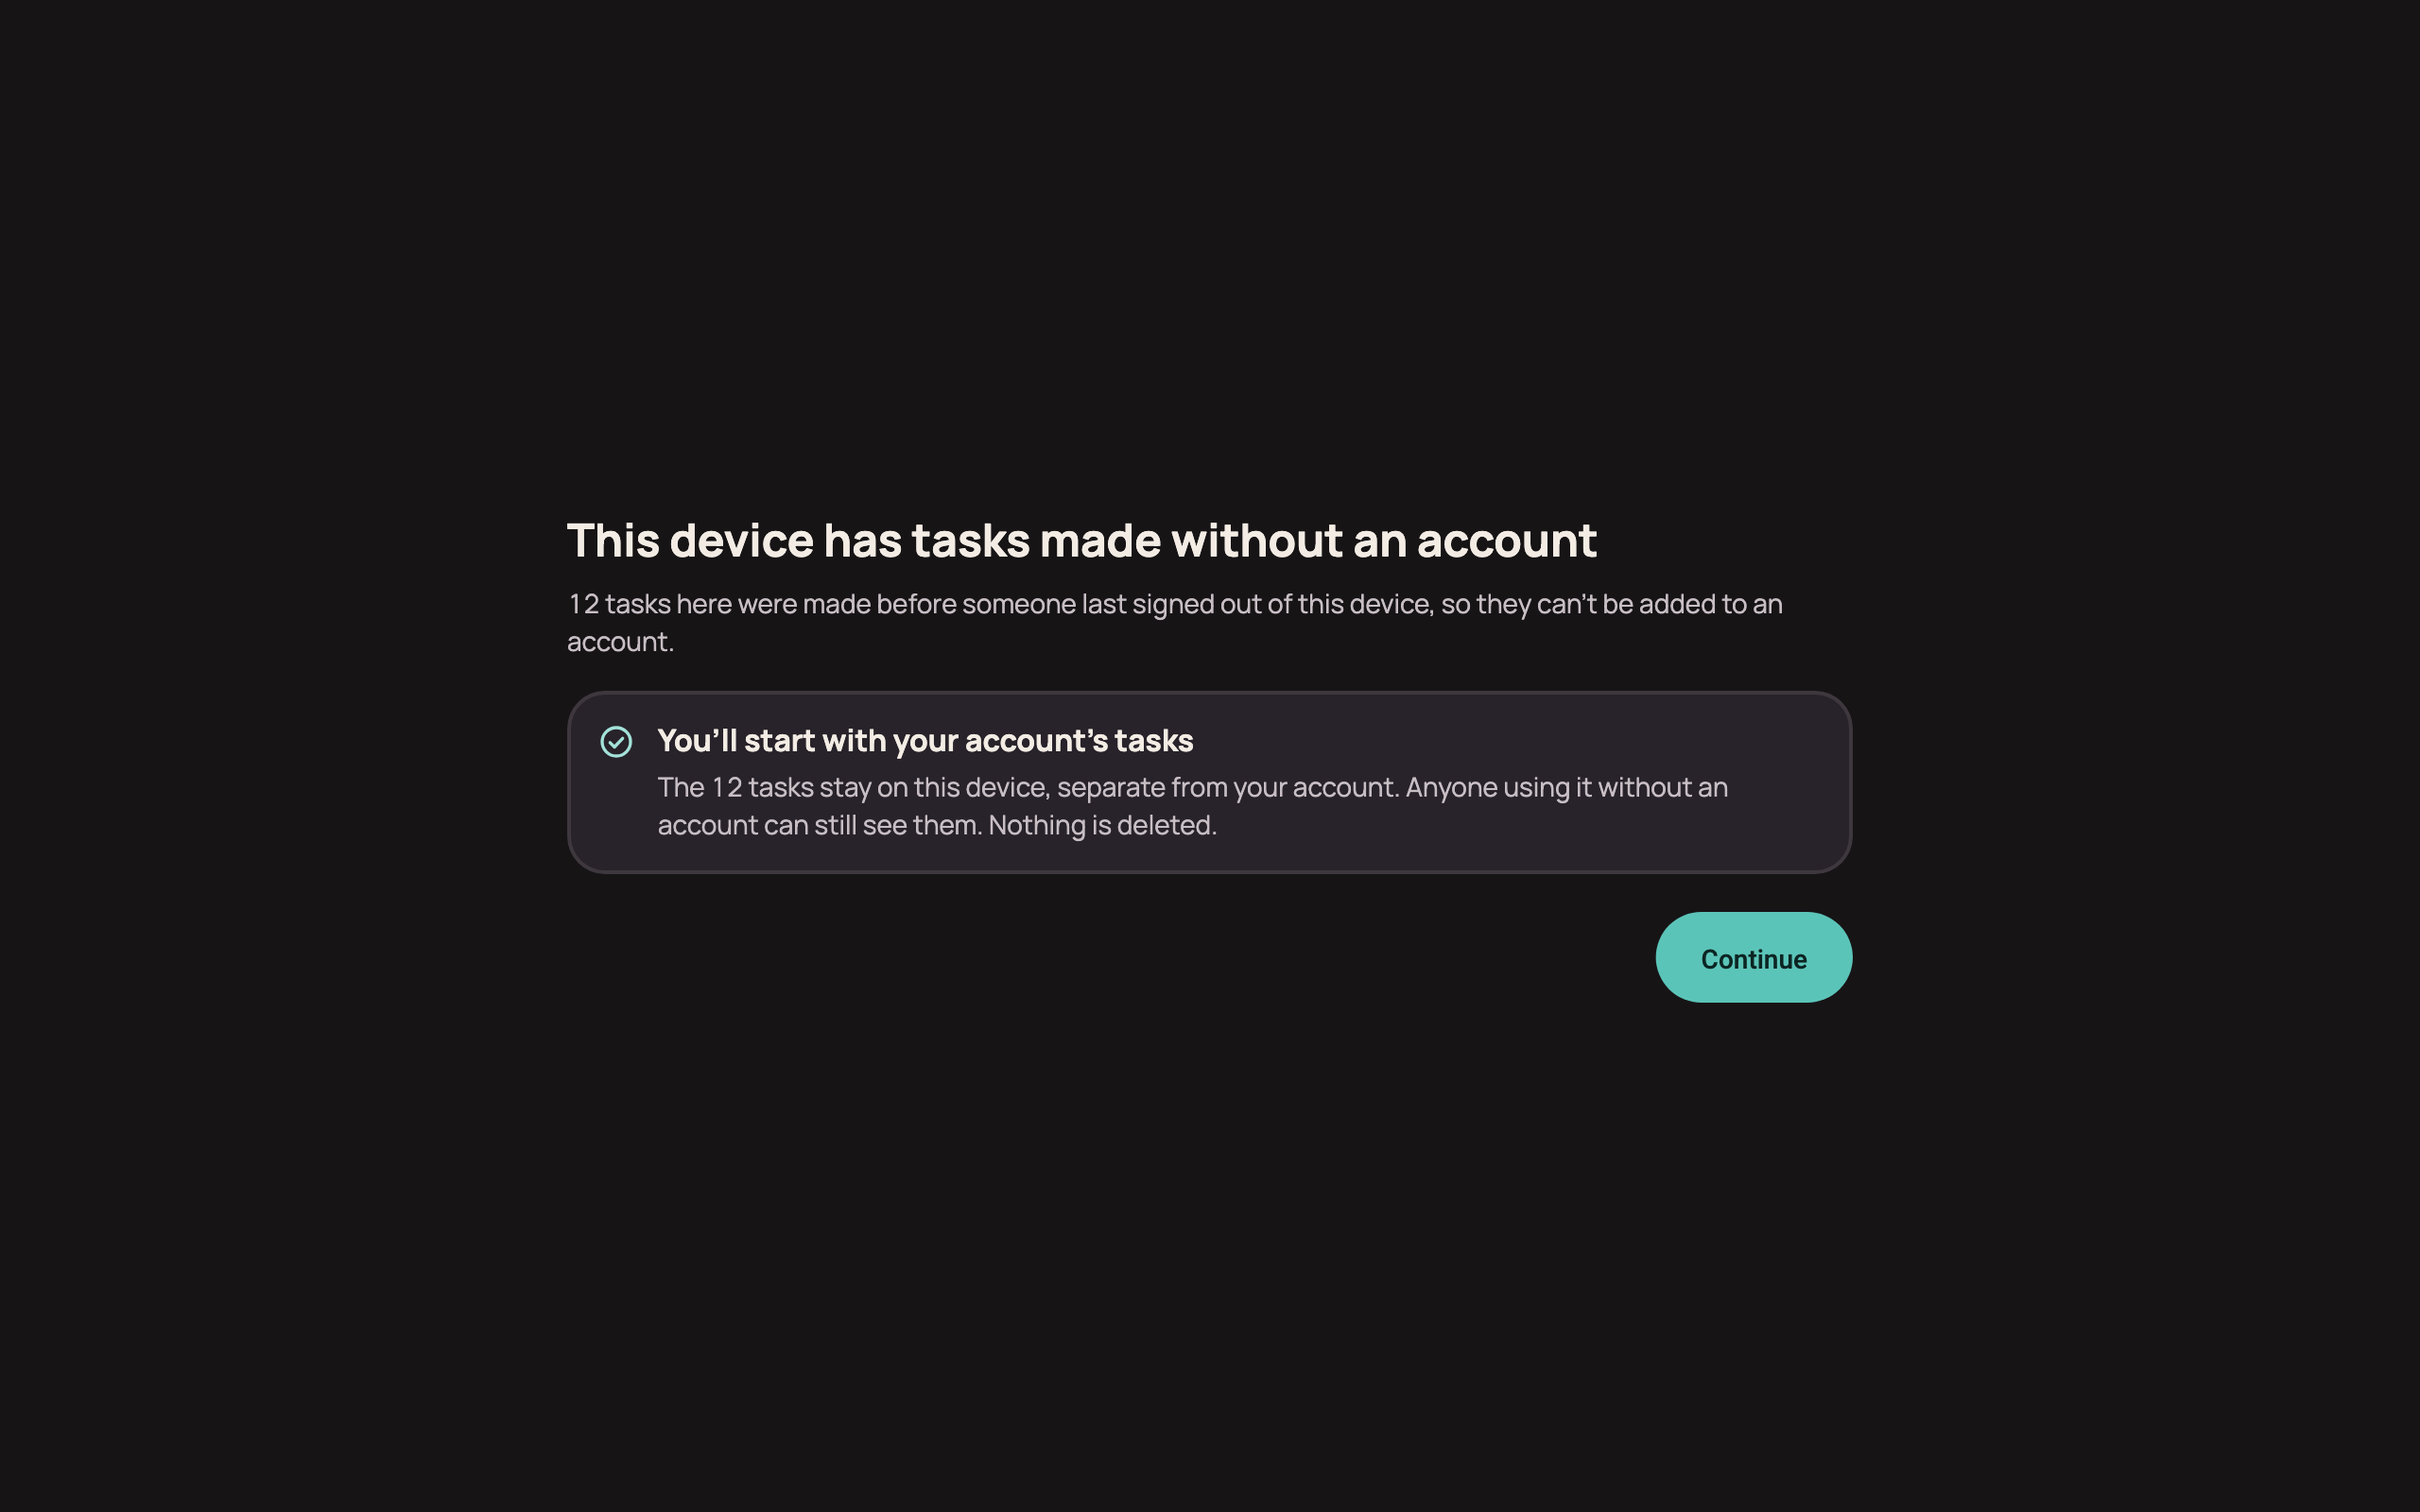 This device has tasks made without an account
12 tasks here were made before someone last signed out of this device, so they can’t be added to an
account.
You’ll start with your account’s tasks
The 12 tasks stay on this device, separate from your account. Anyone using it without an
account can still see them. Nothing is deleted.
Continue